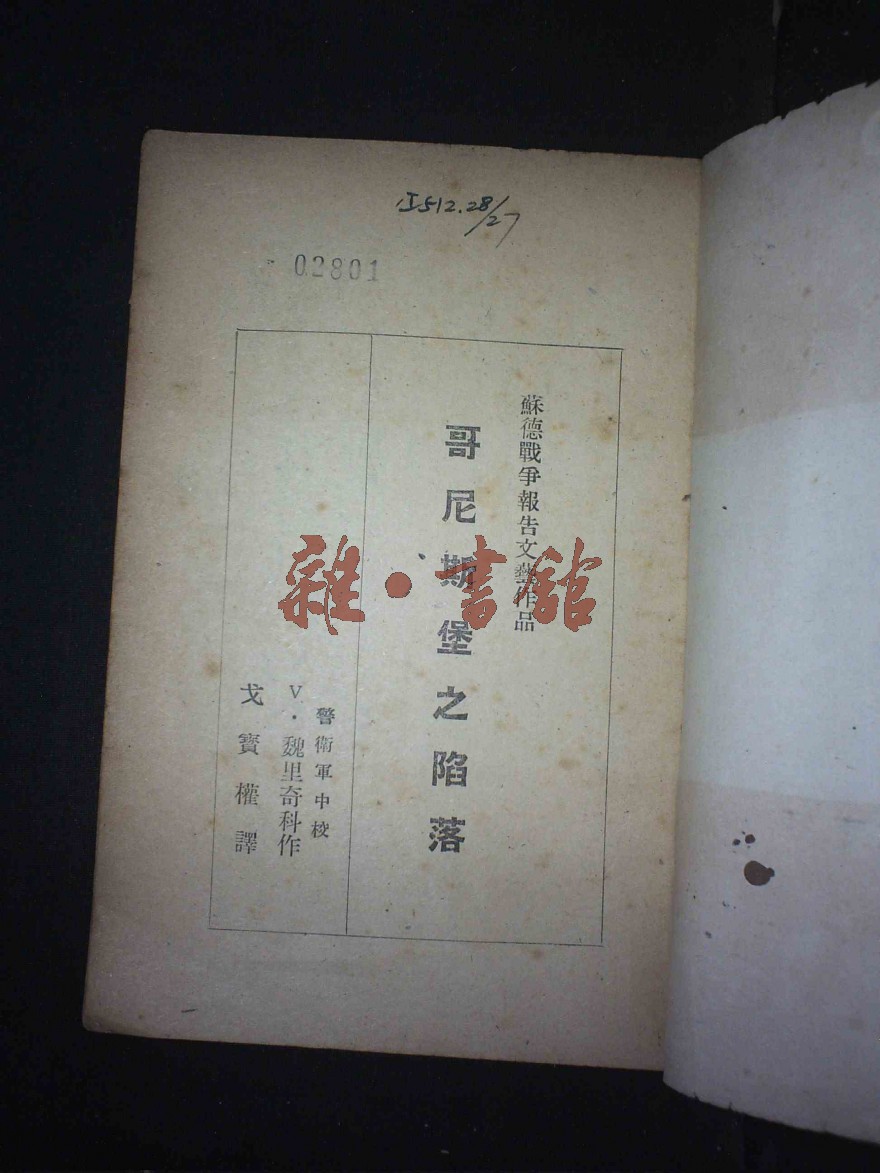 I512.28/27
02801
蘇德戰爭報告文藝作品
哥尼斯堡之陷落
警衛軍中校
V·魏里奇科作
戈寶權譯
雜·書館